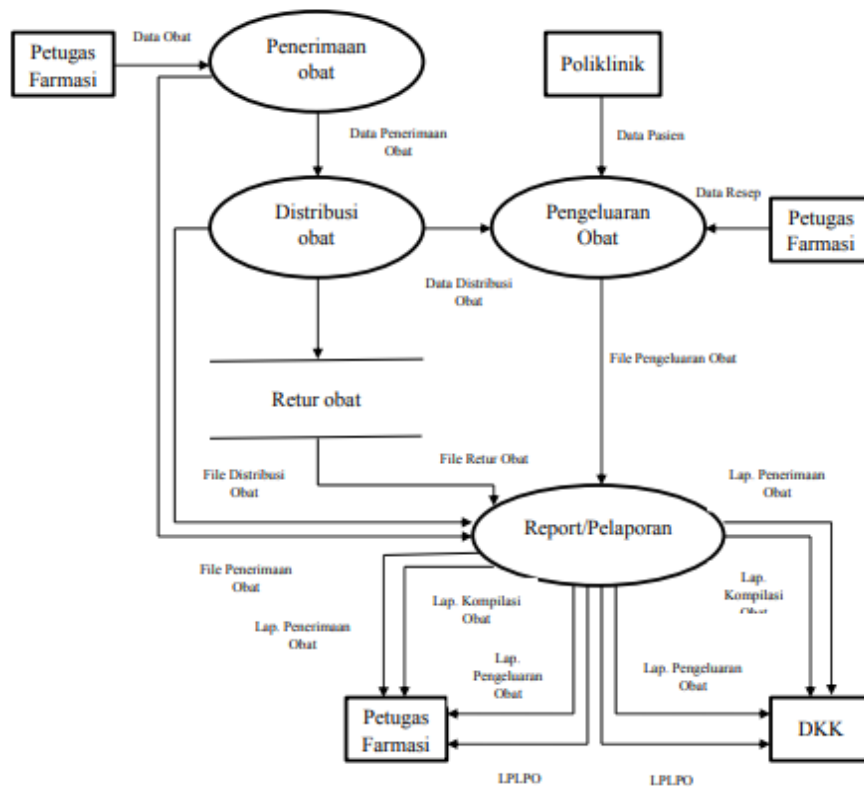 Data Obat
Petugas
Farmasi
Penerimaan
obat
Poliklinik
Data Penerimaan
Obat
Data Pasien
Distribusi
obat
Pengeluaran
Obat
Data Resep
Petugas
Farmasi
Data Distribusi
Obat
File Pengeluaran Obat
Retur obat
File Retur Obat
File Distribusi
Obat
Lap. Penerimaan
Obat
Report/Pelaporan
File Penerimaan
Obat
Lap. Penerimaan
Obat
Lap. Kompilasi
Obat
Lap.
Kompilasi
Obat
Lap.
Pengeluaran
Obat
Lap. Pengeluaran
Obat
Petugas
Farmasi
DKK
LPLPO
LPLPO